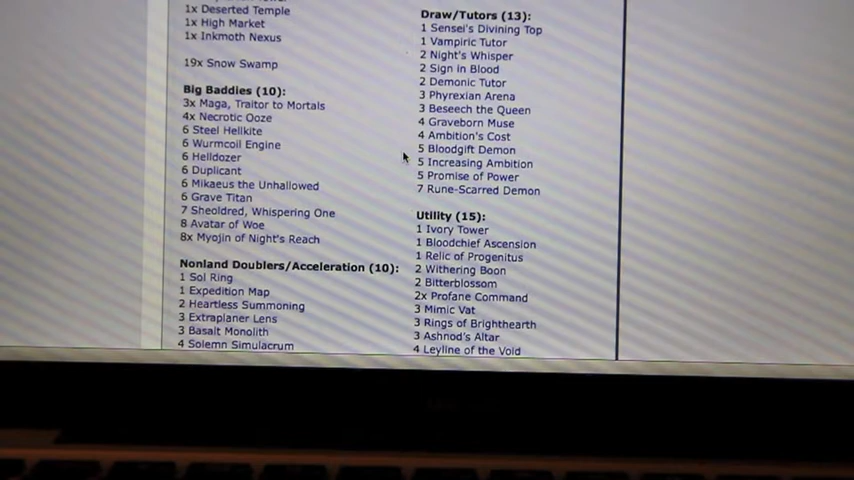 1x Deserted Temple
1x High Market
1x Inkmoth Nexus
19x Snow Swamp
Big Baddies (10):
3x Maga, Traitor to Mortals
4x Necrotic Ooze
6 Steel Hellkite
6 Wurmcoil Engine
6 Helldozer
6 Duplicant
6 Mikaeus the Unhallowed
6 Grave Titan
7 Sheoldred, Whispering One
8 Avatar of Woe
8x Myojin of Night's Reach
Nonland Doublers/Acceleration (10):
1 Sol Ring
1 Expedition Map
2 Heartless Summoning
3 Extraplaner Lens
3 Basalt Monolith
4 Solemn Simulacrum
Draw/Tutors (13):
1 Sensei's Divining Top
1 Vampiric Tutor
2 Night's Whisper
2 Sign in Blood
2 Demonic Tutor
3 Phyrexian Arena
3 Beseech the Queen
4 Graveborn Muse
4 Ambition's Cost
5 Bloodgift Demon
5 Increasing Ambition
5 Promise of Power
7 Rune-Scarred Demon
Utility (15):
1 Ivory Tower
1 Bloodchief Ascension
1 Relic of Progenitus
2 Withering Boon
2 Bitterblossom
2x Profane Command
3 Mimic Vat
3 Rings of Brighthearth
3 Ashnod's Altar
4 Leyline of the Void